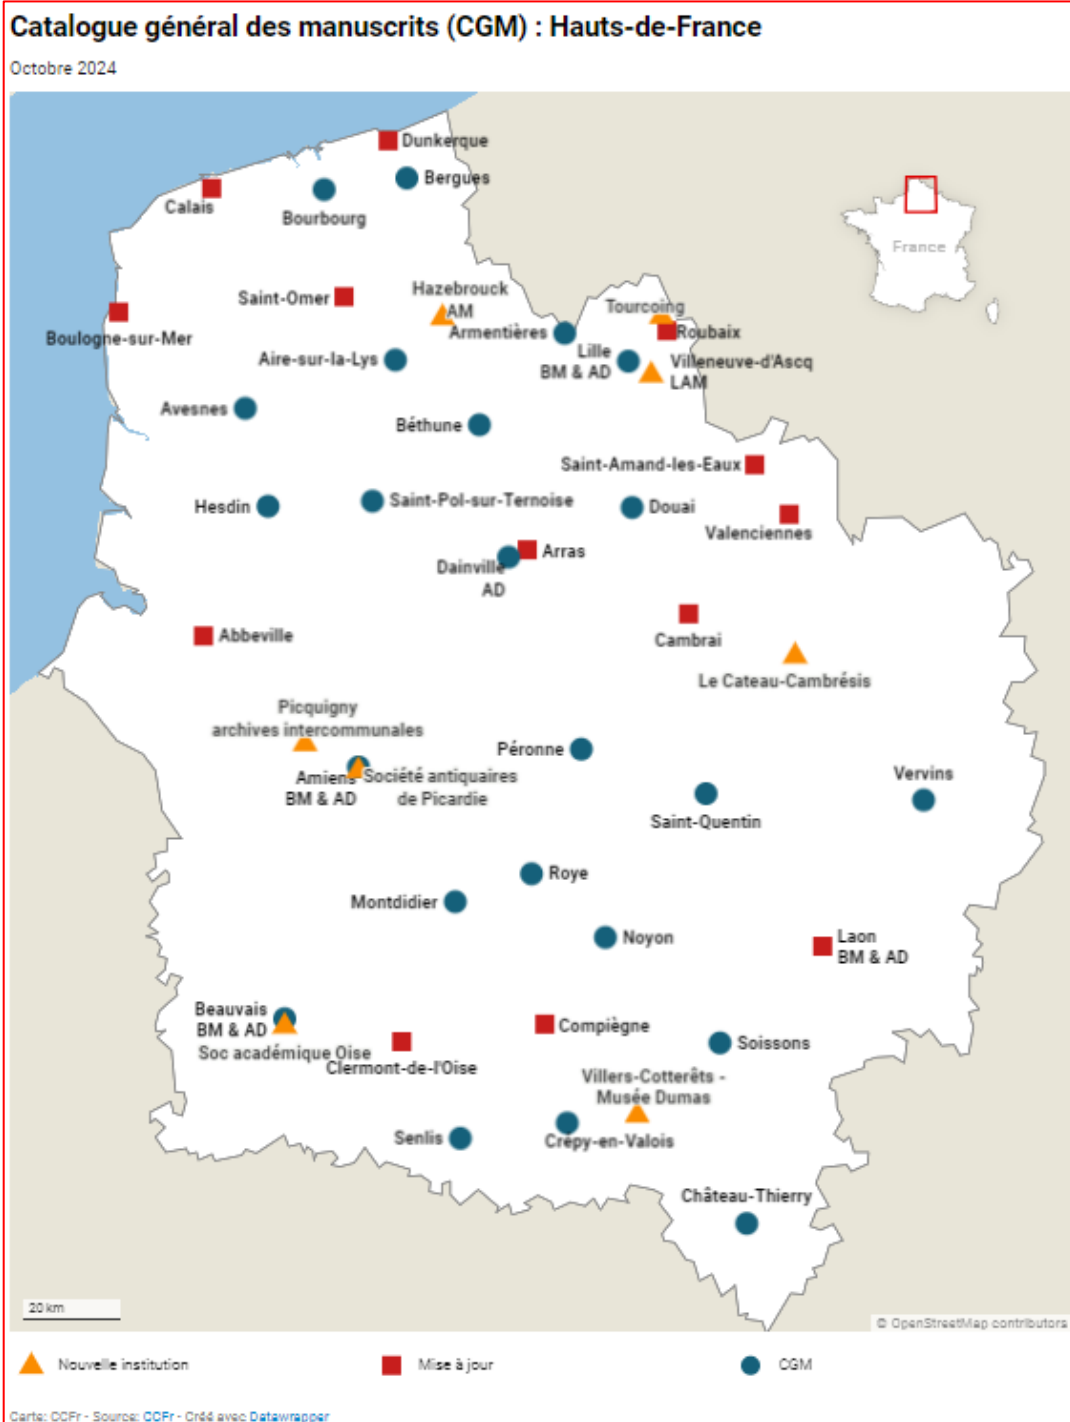 Catalogue général des manuscrits (CGM) : Hauts-de-France
Octobre 2024
Dunkerque
Bergues
Calais
Bourbourg
France
Saint-Omer
Hazebrouck
AM
Tourcoing
Boulogne-sur-Mer
Armentières
Roubaix
Aire-sur-la-Lys
Lille
BM & AD
Villeneuve-d'Ascq
LAM
Avesnes
Béthune
Saint-Amand-les-Eaux
Hesdin
Saint-Pol-sur-Ternoise
Douai
Valenciennes
Arras
Dainville
AD
Abbeville
Cambrai
Le Cateau-Cambrésis
Picquigny
archives intercommunales
Péronne
Amiens
BM & AD
Société antiquaires
de Picardie
Vervins
Saint-Quentin
Roye
Montdidier
Noyon
Laon
BM & AD
Beauvais
BM & AD
Soc académique Oise
Compiègne
Clermont-de-l'Oise
Soissons
Villers-Cotterêts -
Musée Dumas
Senlis
Crépy-en-Valois
Château-Thierry
20 km
© OpenStreetMap contributors
Nouvelle institution
Mise à jour
CGM
Carte: CCFr - Source: CCFr - Créé avec Datawrapper